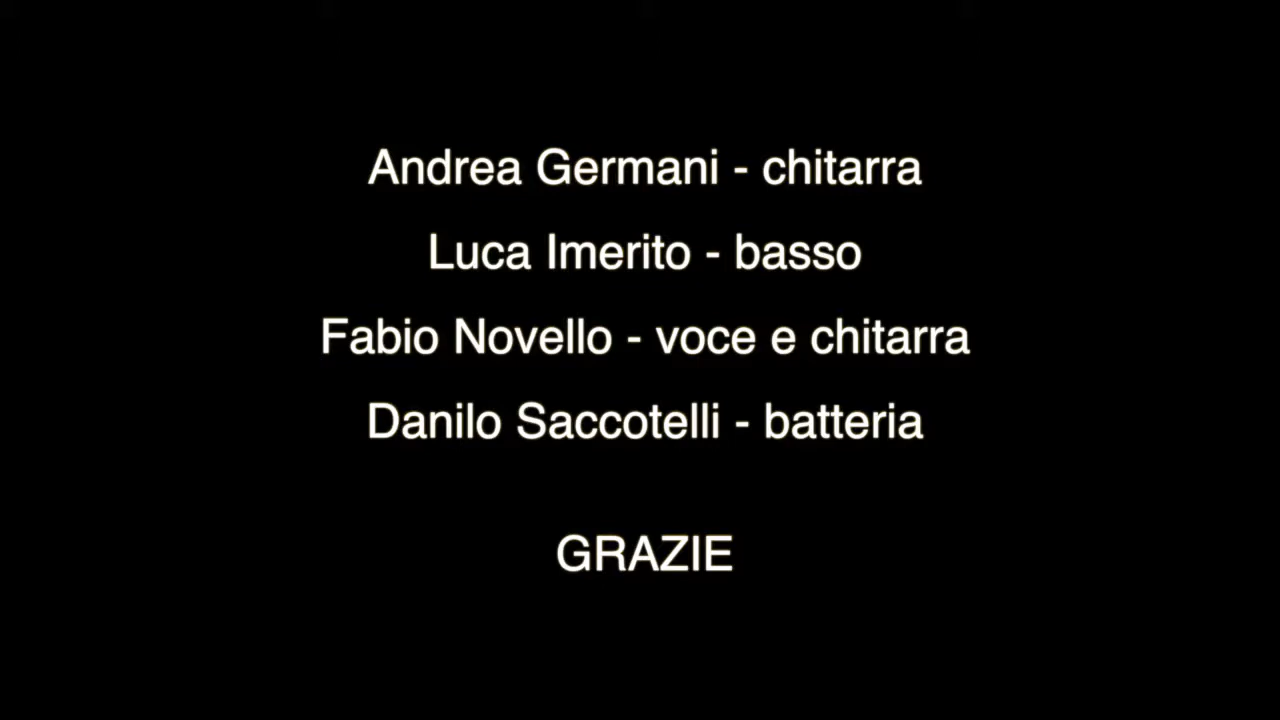 Andrea Germani - chitarra
Luca Imerito - basso
Fabio Novello - voce e chitarra
Danilo Saccotelli - batteria
GRAZIE